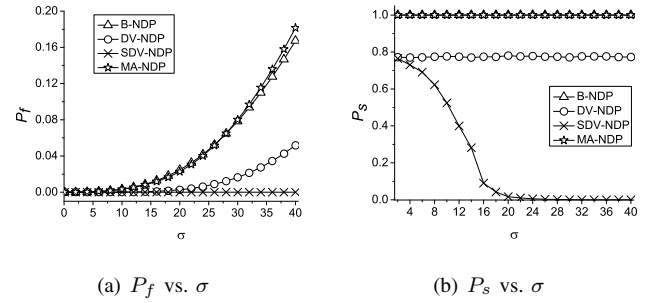 0.20
0.16
0.12
0.08
0.04
0.00
P_f
B-NDP
DV-NDP
SDV-NDP
MA-NDP
0 5 10 15 20 25 30 35 40
σ
1.0
0.8
0.6
0.4
0.2
0.0
P_s
B-NDP
DV-NDP
SDV-NDP
MA-NDP
4 8 12 16 20 24 28 32 36 40
σ
(a) P_f vs. σ
(b) P_s vs. σ